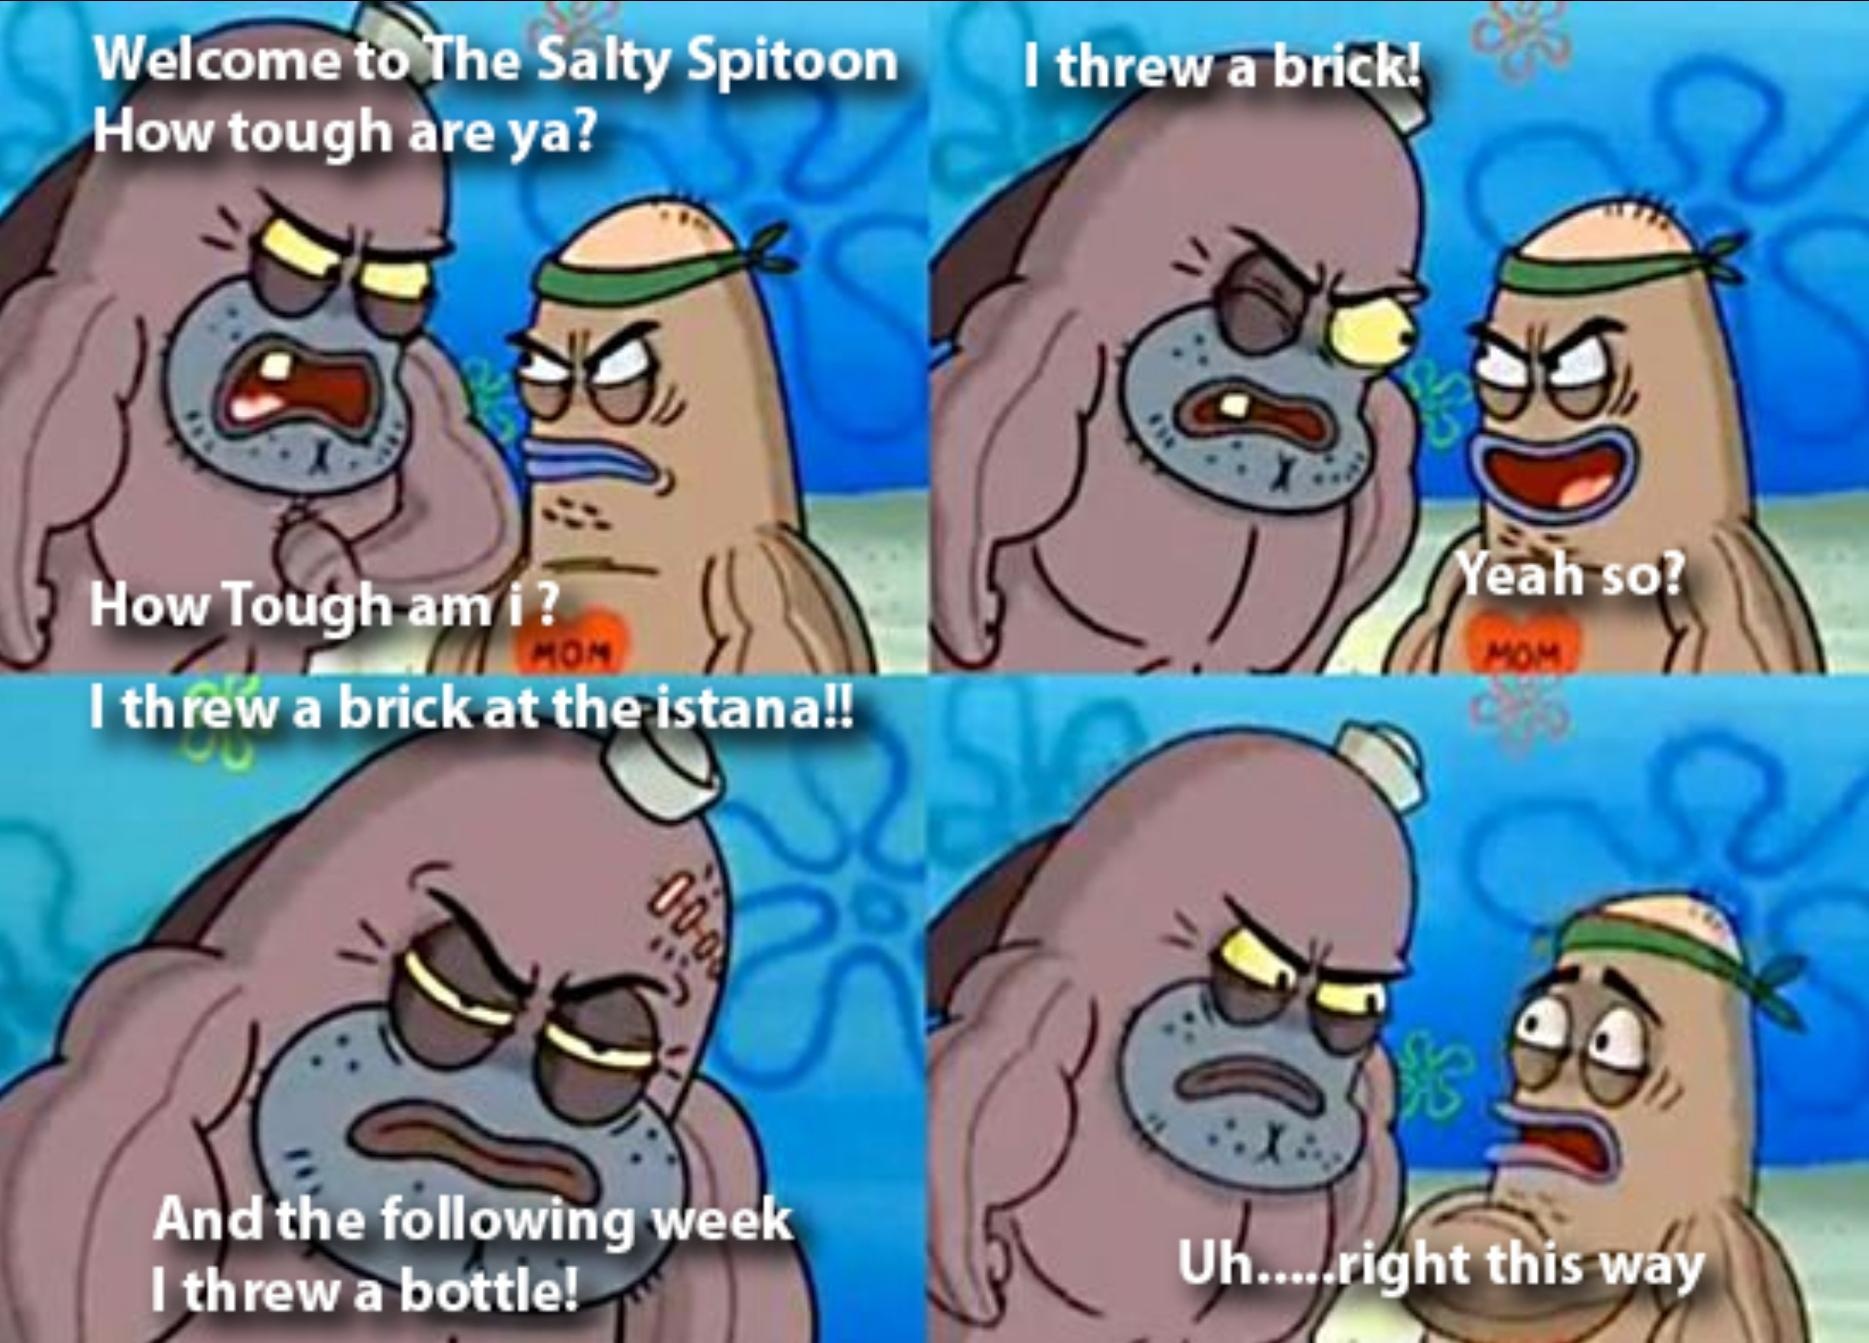 Welcome to The Salty Spitoon
How tough are ya?
How Tough am i ?
MOM
I threw a brick!
Yeah so?
MOM
I threw a brick at the istana!!
And the following week
I threw a bottle!
Uh.....right this way